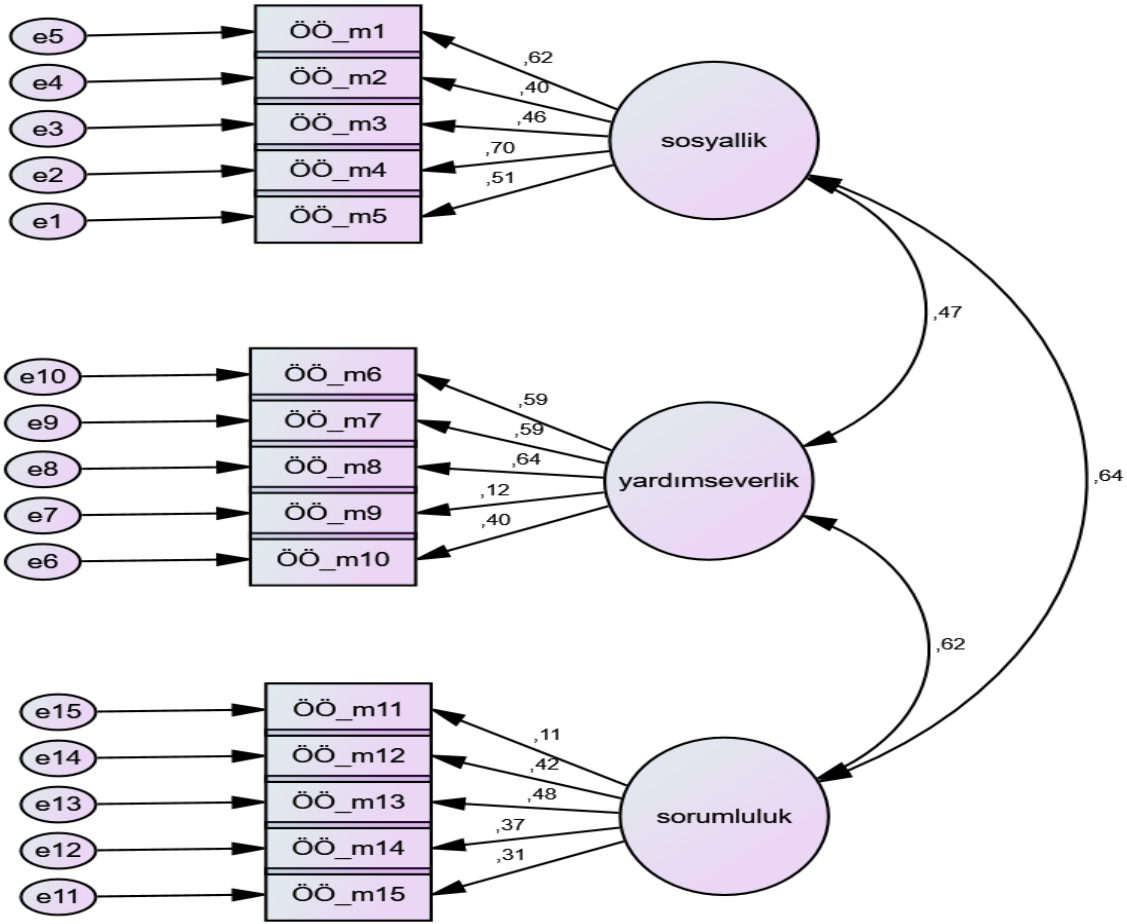 e5 ÖÖ_m1 ,62
e4 ÖÖ_m2 ,40
e3 ÖÖ_m3 ,46
e2 ÖÖ_m4 ,70
e1 ÖÖ_m5 ,51
sosyallik
,47
e10 ÖÖ_m6 ,59
e9 ÖÖ_m7 ,59
e8 ÖÖ_m8 ,64
e7 ÖÖ_m9 ,12
e6 ÖÖ_m10 ,40
yardımseverlik
,64
,62
e15 ÖÖ_m11 ,11
e14 ÖÖ_m12 ,42
e13 ÖÖ_m13 ,48
e12 ÖÖ_m14 ,37
e11 ÖÖ_m15 ,31
sorumluluk